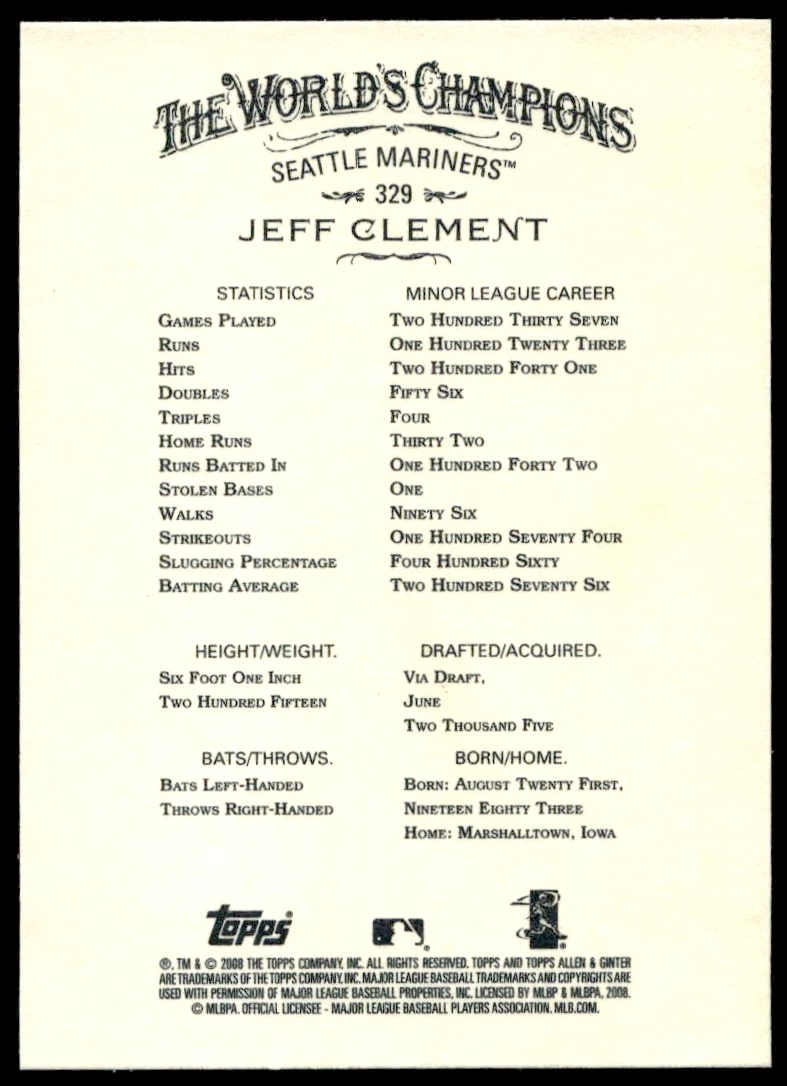 THE WORLD'S CHAMPIONS
SEATTLE MARINERS™
329
JEFF CLEMENT
STATISTICS MINOR LEAGUE CAREER
GAMES PLAYED TWO HUNDRED THIRTY SEVEN
RUNS ONE HUNDRED TWENTY THREE
HITS TWO HUNDRED FORTY ONE
DOUBLES FIFTY SIX
TRIPLES FOUR
HOME RUNS THIRTY TWO
RUNS BATTED IN ONE HUNDRED FORTY TWO
STOLEN BASES ONE
WALKS NINETY SIX
STRIKEOUTS ONE HUNDRED SEVENTY FOUR
SLUGGING PERCENTAGE FOUR HUNDRED SIXTY
BATTING AVERAGE TWO HUNDRED SEVENTY SIX
HEIGHT/WEIGHT.
SIX FOOT ONE INCH
TWO HUNDRED FIFTEEN
DRAFTED/ACQUIRED.
VIA DRAFT,
JUNE
TWO THOUSAND FIVE
BATS/THROWS.
BATS LEFT-HANDED
THROWS RIGHT-HANDED
BORN/HOME.
BORN: AUGUST TWENTY FIRST,
NINETEEN EIGHTY THREE
HOME: MARSHALLTOWN, IOWA
Topps®
®, TM & © 2008 THE TOPPS COMPANY, INC. ALL RIGHTS RESERVED. TOPPS AND TOPPS ALLEN & GINTER
ARE TRADEMARKS OF THE TOPPS COMPANY, INC. MAJOR LEAGUE BASEBALL TRADEMARKS AND COPYRIGHTS ARE
USED WITH PERMISSION OF MAJOR LEAGUE BASEBALL PROPERTIES, INC. LICENSED BY MLBP & MLBPA, 2008.
© MLBPA. OFFICIAL LICENSEE - MAJOR LEAGUE BASEBALL PLAYERS ASSOCIATION. MLB.COM.